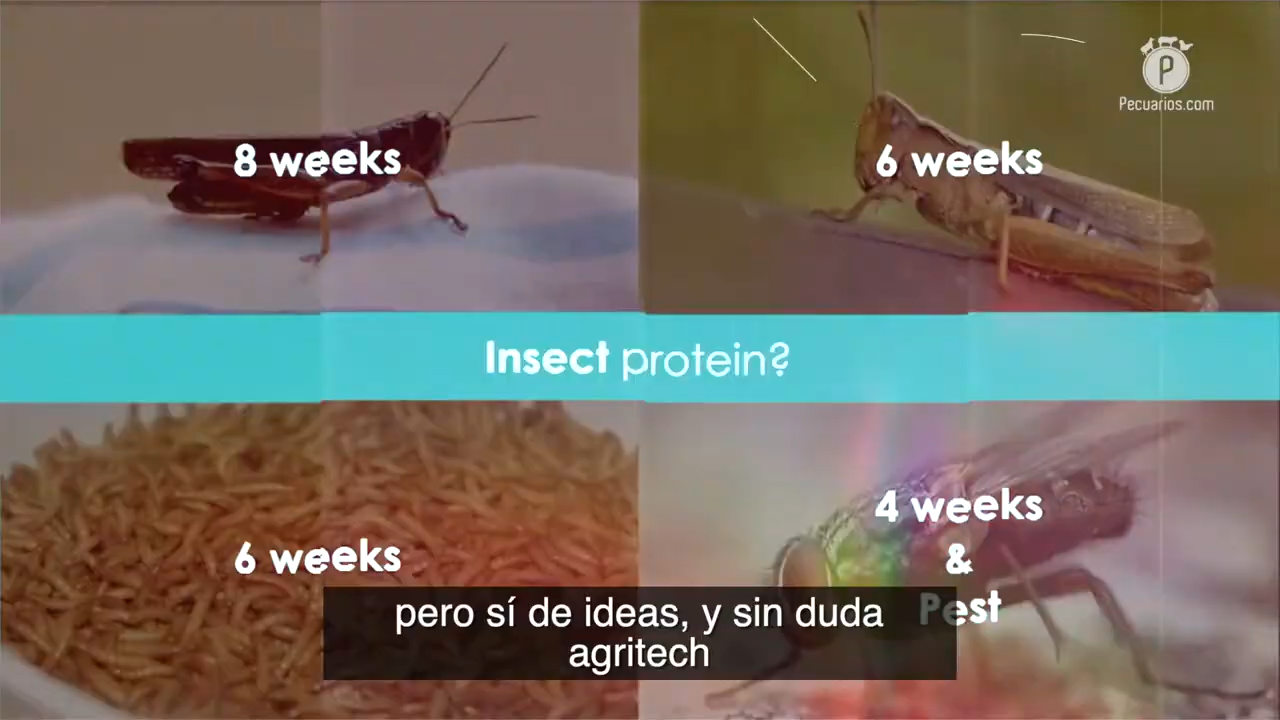 P
Pecuarios.com
8 weeks
6 weeks
Insect protein?
6 weeks
4 weeks
&
Pest
pero sí de ideas, y sin duda
agritech